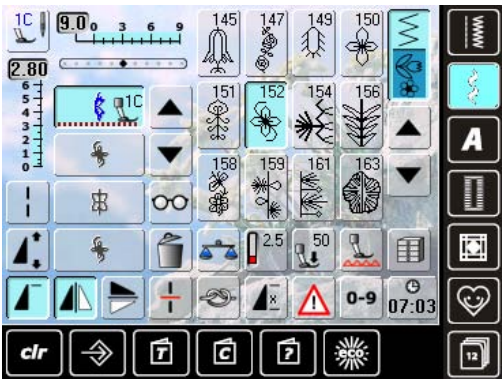 1C
9.0 0 3 6 9
145 147 149 150
2.80
6 5 4 3 2 1 0
1C
151 152 154 156
158 159 161 163
2.5 50
x 0-9 07:03
A
clr T C ? eco 12